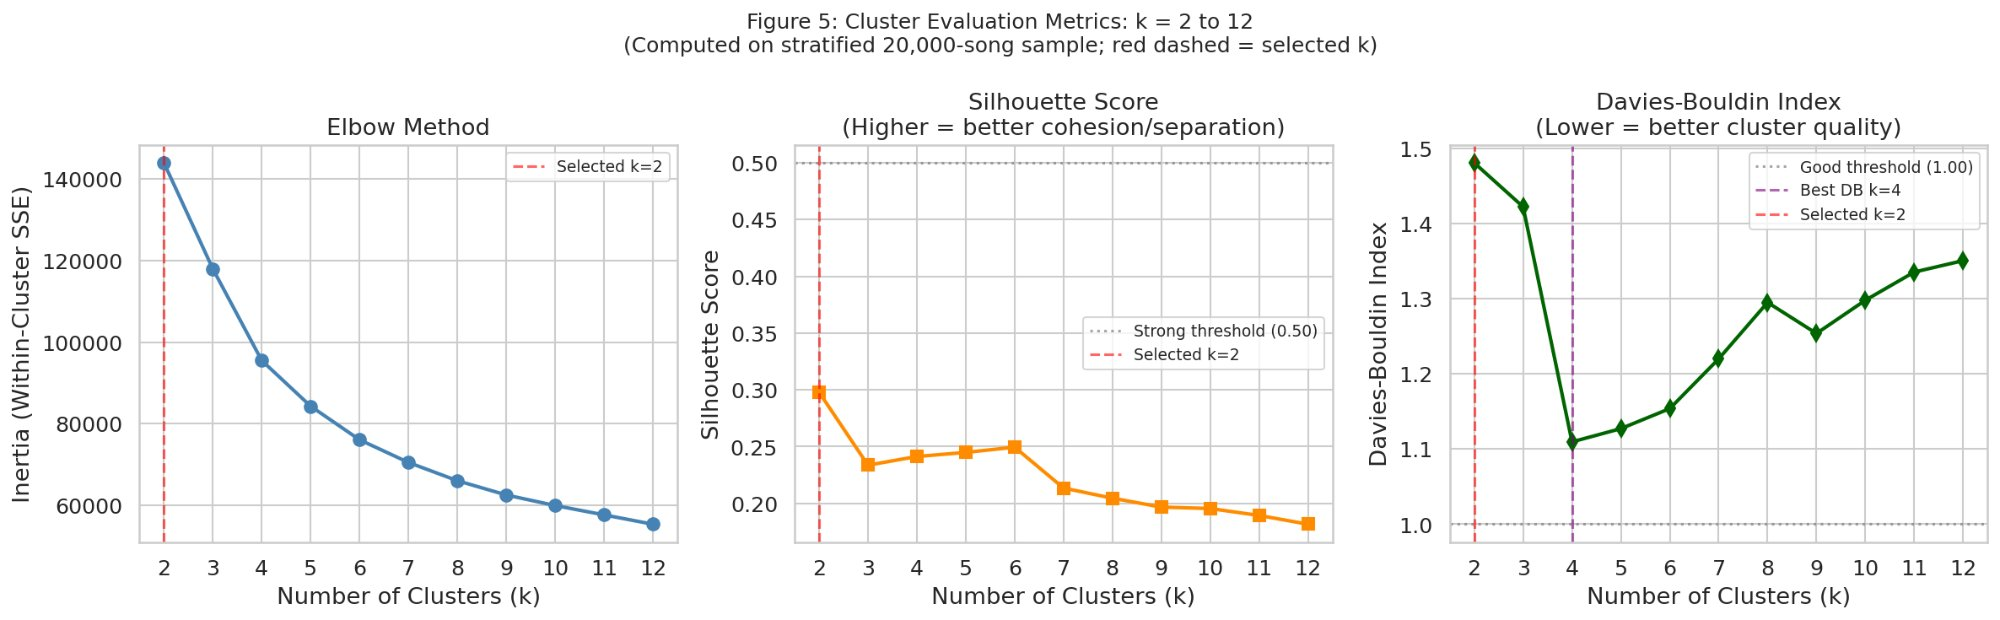 Figure 5: Cluster Evaluation Metrics: k = 2 to 12
(Computed on stratified 20,000-song sample; red dashed = selected k)
Elbow Method
Inertia (Within-Cluster SSE)
140000
120000
100000
80000
60000
Selected k=2
2 3 4 5 6 7 8 9 10 11 12
Number of Clusters (k)
Silhouette Score
(Higher = better cohesion/separation)
Silhouette Score
0.50
0.45
0.40
0.35
0.30
0.25
0.20
Strong threshold (0.50)
Selected k=2
2 3 4 5 6 7 8 9 10 11 12
Number of Clusters (k)
Davies-Bouldin Index
(Lower = better cluster quality)
Davies-Bouldin Index
1.5
1.4
1.3
1.2
1.1
1.0
Good threshold (1.00)
Best DB k=4
Selected k=2
2 3 4 5 6 7 8 9 10 11 12
Number of Clusters (k)